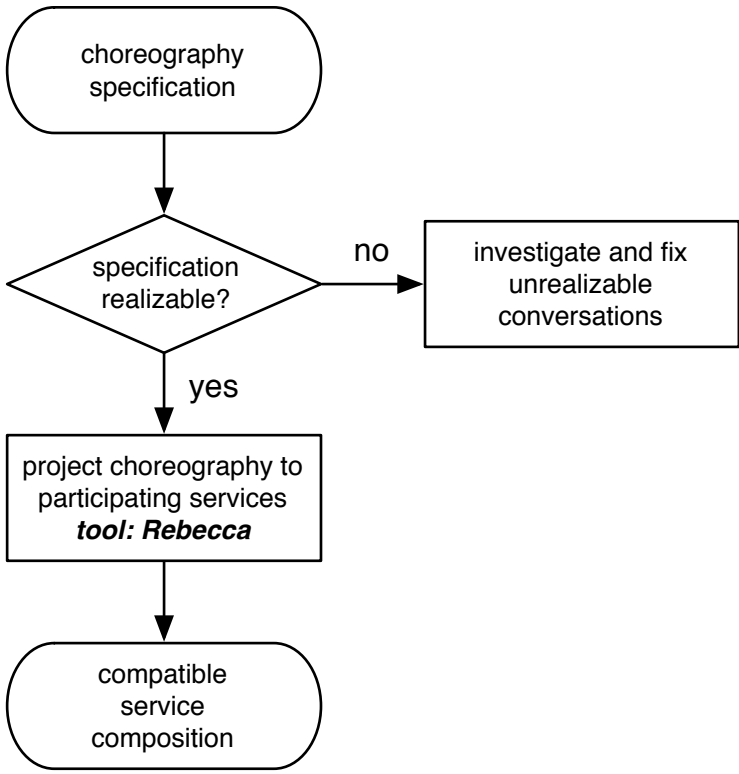 choreography
specification
specification
realizable?
no
investigate and fix
unrealizable
conversations
yes
project choreography to
participating services
tool: Rebecca
compatible
service
composition